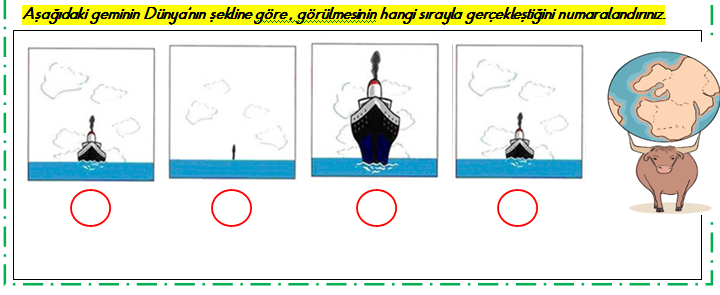 Aşağıdaki geminin Dünya'nın şekline göre, görülmesinin hangi sırayla gerçekleştiğini numaralandırınız.